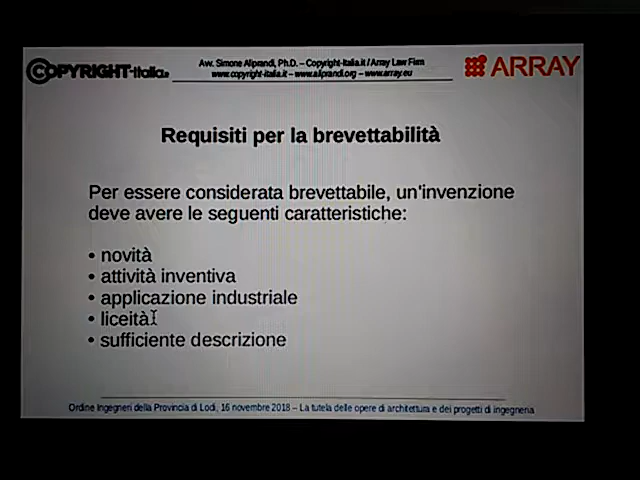 COPYRIGHT-Italia.it
Avv. Simone Aliprandi, Ph.D. – Copyright-Italia.it / Array Law Firm
www.copyright-italia.it – www.aliprandi.org – www.array.eu
ARRAY
Requisiti per la brevettabilità
Per essere considerata brevettabile, un'invenzione
deve avere le seguenti caratteristiche:
• novità
• attività inventiva
• applicazione industriale
• liceità
• sufficiente descrizione
Ordine Ingegneri della Provincia di Lodi, 16 novembre 2018 – La tutela delle opere di architettura e dei progetti di ingegneria